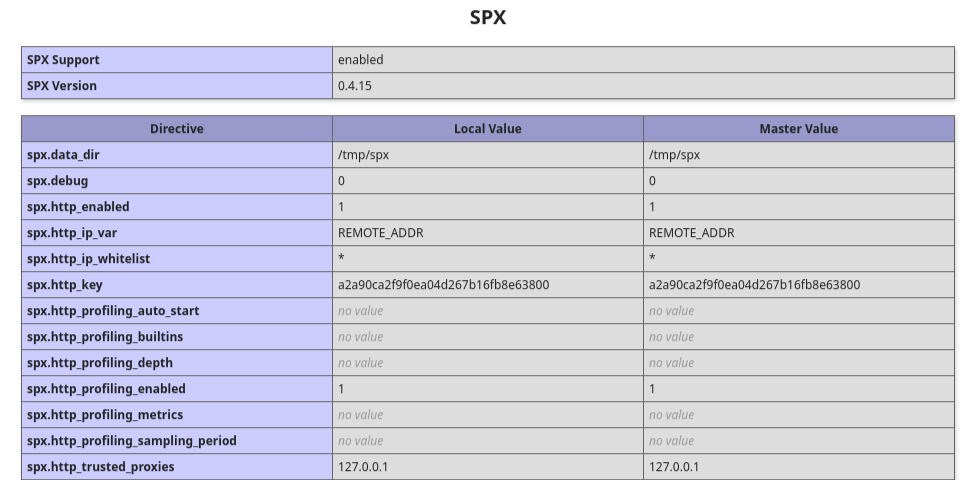 SPX
SPX Support enabled
SPX Version 0.4.15
Directive Local Value Master Value
spx.data_dir /tmp/spx /tmp/spx
spx.debug 0 0
spx.http_enabled 1 1
spx.http_ip_var REMOTE_ADDR REMOTE_ADDR
spx.http_ip_whitelist * *
spx.http_key a2a90ca2f9f0ea04d267b16fb8e63800 a2a90ca2f9f0ea04d267b16fb8e63800
spx.http_profiling_auto_start no value no value
spx.http_profiling_builtins no value no value
spx.http_profiling_depth no value no value
spx.http_profiling_enabled 1 1
spx.http_profiling_metrics no value no value
spx.http_profiling_sampling_period no value no value
spx.http_trusted_proxies 127.0.0.1 127.0.0.1